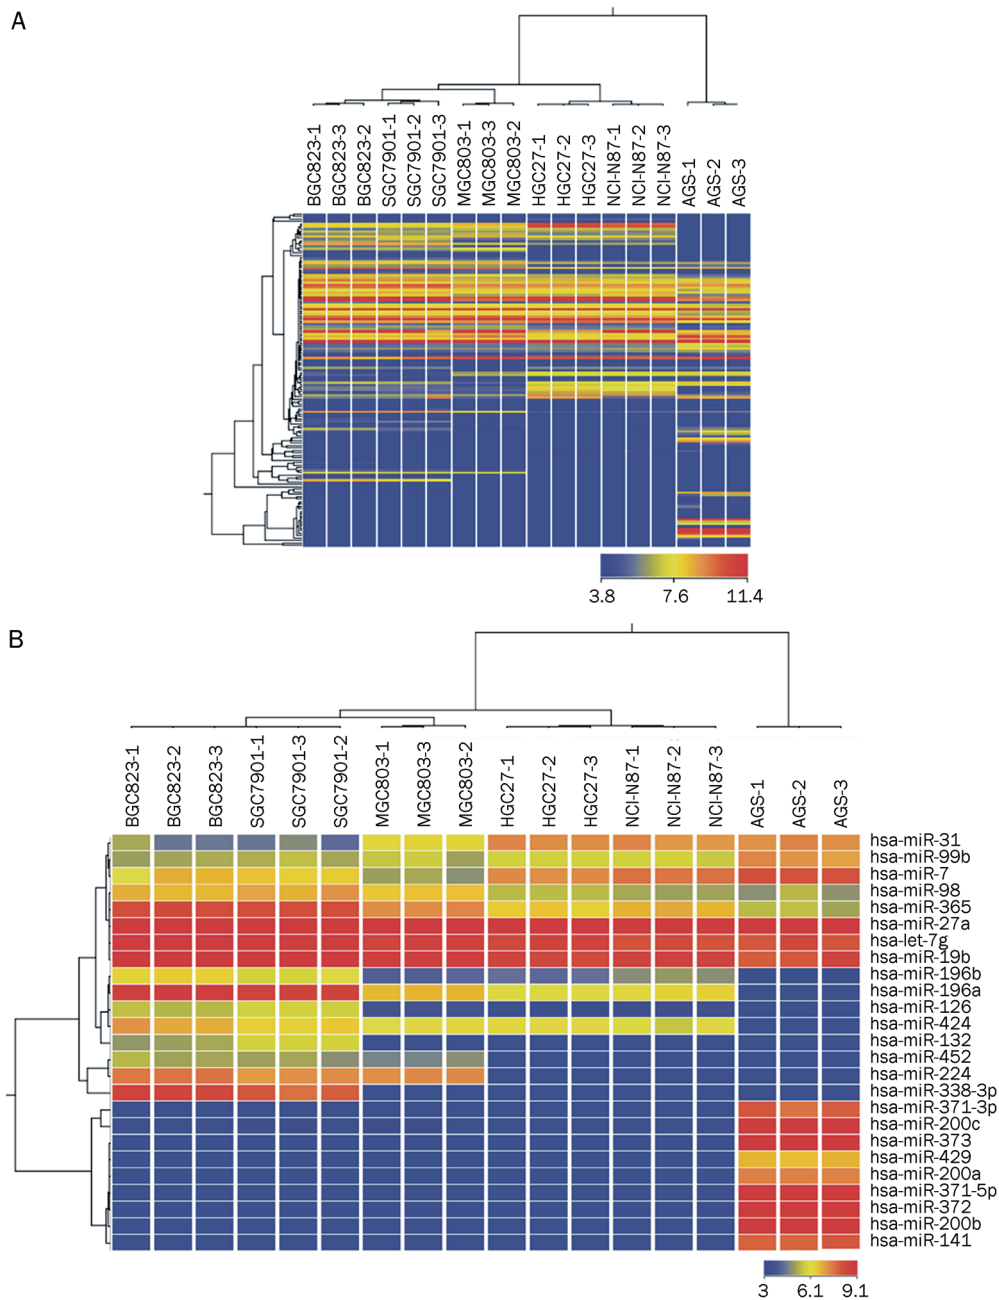 A
BGC823-1
BGC823-3
BGC823-2
SGC7901-1
SGC7901-2
SGC7901-3
MGC803-1
MGC803-3
MGC803-2
HGC27-1
HGC27-2
HGC27-3
NCI-N87-1
NCI-N87-2
NCI-N87-3
AGS-1
AGS-2
AGS-3
3.8 7.6 11.4
B
BGC823-1
BGC823-2
BGC823-3
SGC7901-1
SGC7901-3
SGC7901-2
MGC803-1
MGC803-3
MGC803-2
HGC27-1
HGC27-2
HGC27-3
NCI-N87-1
NCI-N87-2
NCI-N87-3
AGS-1
AGS-2
AGS-3
hsa-miR-31
hsa-miR-99b
hsa-miR-7
hsa-miR-98
hsa-miR-365
hsa-miR-27a
hsa-let-7g
hsa-miR-19b
hsa-miR-196b
hsa-miR-196a
hsa-miR-126
hsa-miR-424
hsa-miR-132
hsa-miR-452
hsa-miR-224
hsa-miR-338-3p
hsa-miR-371-3p
hsa-miR-200c
hsa-miR-373
hsa-miR-429
hsa-miR-200a
hsa-miR-371-5p
hsa-miR-372
hsa-miR-200b
hsa-miR-141
3 6.1 9.1